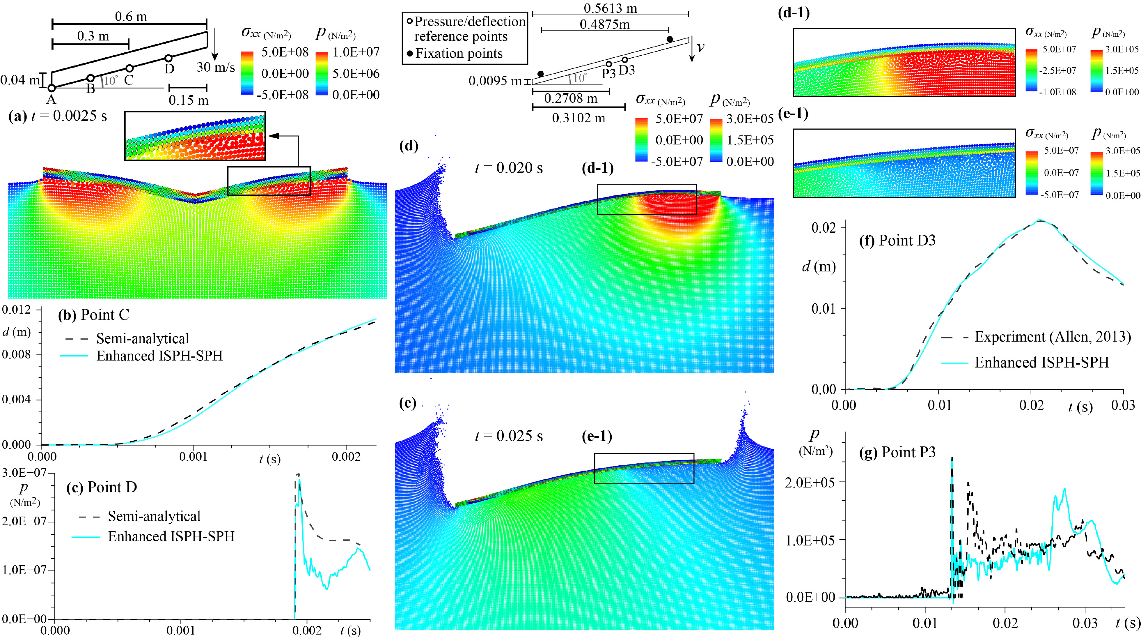 0.6 m
0.3 m
0.04 m
A
B
C
D
10°
30 m/s
0.15 m
σxx (N/m²)
5.0E+08
0.0E+00
-5.0E+08
p (N/m²)
1.0E+07
5.0E+06
0.0E+00
(a) t = 0.0025 s
(b) Point C
d (m)
0.012
0.008
0.004
0.000
Semi-analytical
Enhanced ISPH-SPH
0.000
0.001
0.002
t (s)
(c) Point D
p
(N/m²)
3.0E-07
2.0E-07
1.0E-07
0.0E-00
Semi-analytical
Enhanced ISPH-SPH
0.000
0.001
0.002
t (s)
Pressure/deflection
reference points
Fixation points
0.5613 m
0.4875m
0.0095m
10°
P3
D3
v
0.2708 m
0.3102 m
σxx (N/m²)
5.0E+07
0.0E+00
-5.0E+07
p (N/m²)
3.0E+05
1.5E+05
0.0E+00
(d)
t = 0.020 s
(d-1)
(e)
t = 0.025 s
(e-1)
(d-1)
σxx (N/m²)
5.0E+07
-2.5E+07
-1.0E+08
p (N/m²)
3.0E+05
1.5E+05
0.0E+00
(e-1)
σxx (N/m²)
5.0E+07
0.0E+00
-5.0E+07
p (N/m²)
3.0E+05
1.5E+05
0.0E+00
(f) Point D3
0.02
d (m)
0.01
0.00
Experiment (Allen, 2013)
Enhanced ISPH-SPH
0.00
0.01
0.02
0.03
t (s)
p
(N/m²)
(g) Point P3
2.0E+05
1.0E+05
0.0E+00
0.00
0.01
0.02
0.03
t (s)